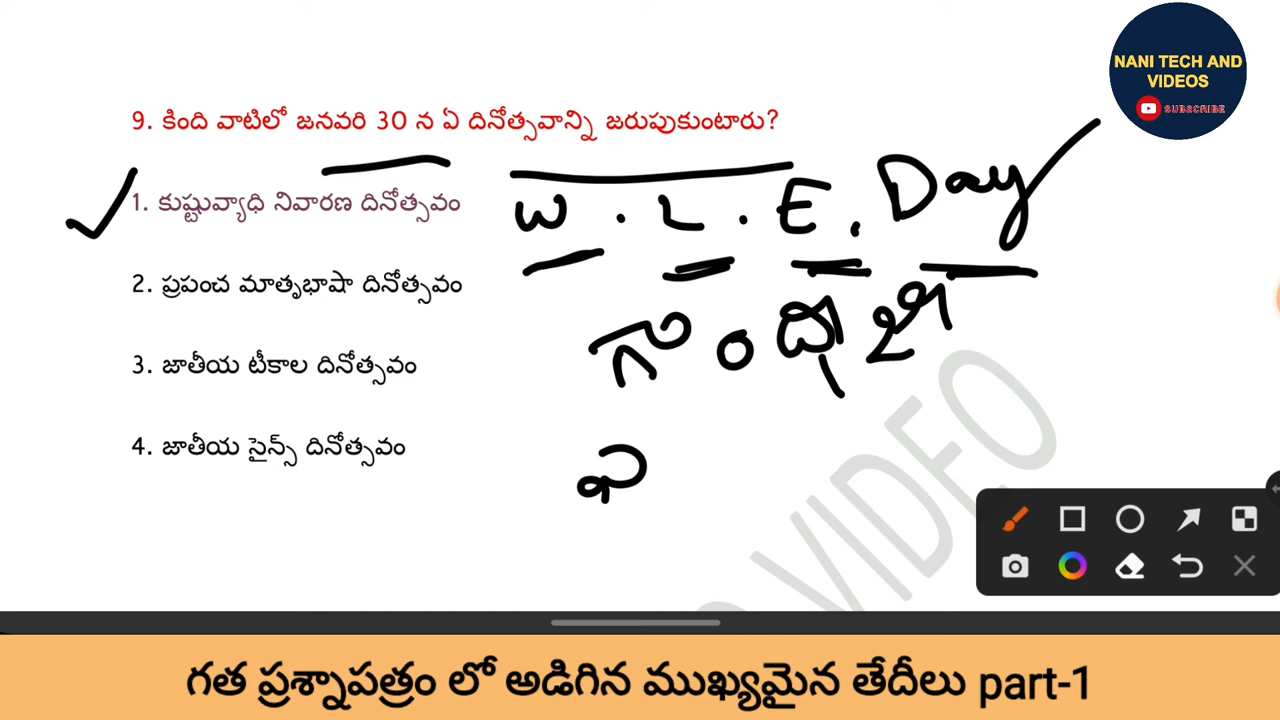 NANI TECH AND
VIDEOS
SUBSCRIBE
9. కింది వాటిలో జనవరి 30 న ఏ దినోత్సవాన్ని జరుపుకుంటారు?
1. కుష్టువ్యాధి నివారణ దినోత్సవం
W. L. E. Day
2. ప్రపంచ మాతృభాషా దినోత్సవం
గాంధీజీ
3. జాతీయ టీకాల దినోత్సవం
4. జాతీయ సైన్స్ దినోత్సవం
VIDEO
గత ప్రశ్నాపత్రం లో అడిగిన ముఖ్యమైన తేదీలు part-1